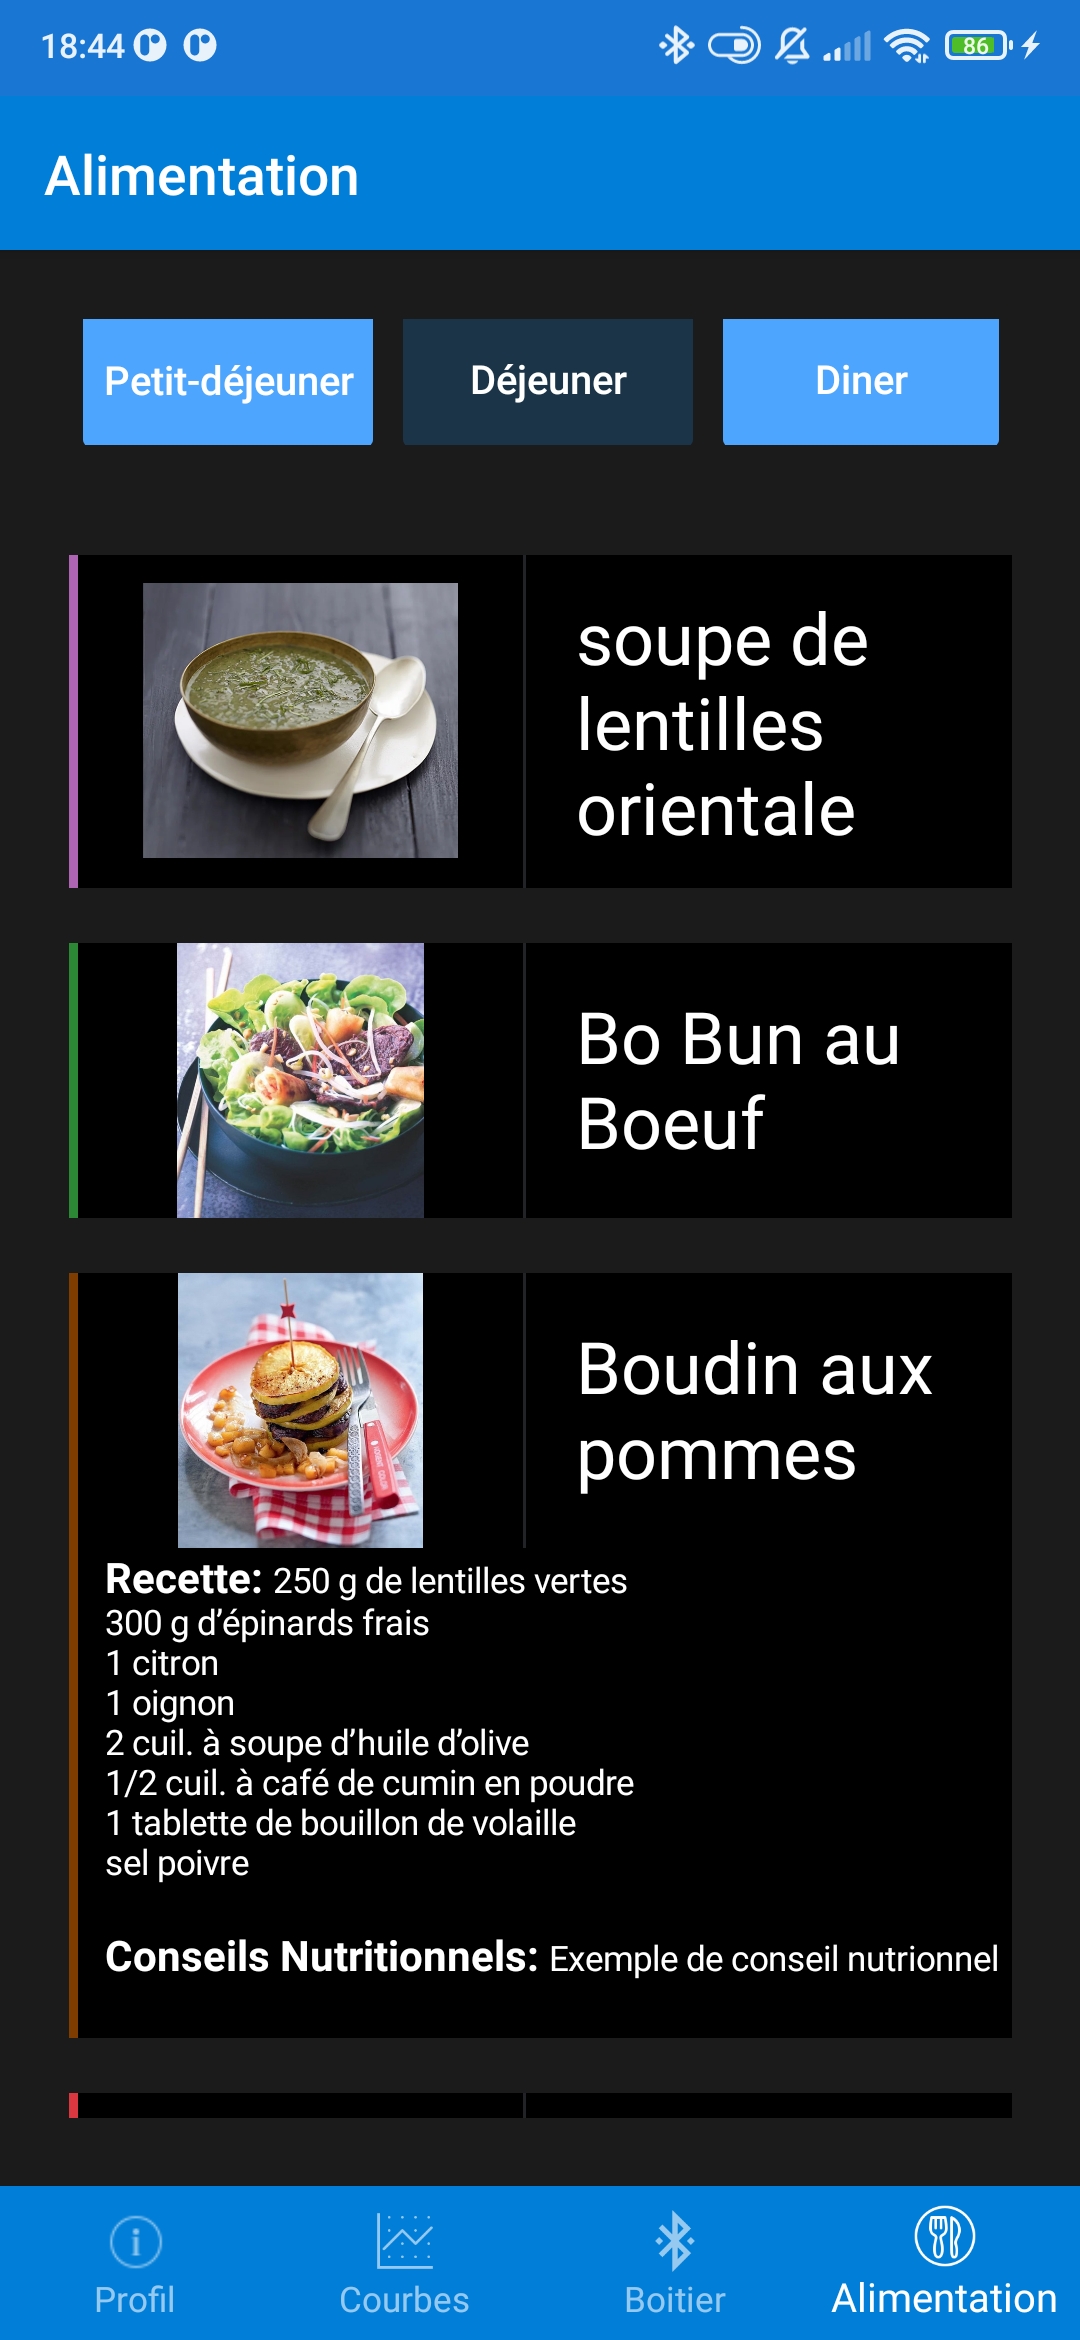 18:44
86
Alimentation
Petit-déjeuner
Déjeuner
Diner
soupe de
lentilles
orientale
Bo Bun au
Boeuf
Boudin aux
pommes
Recette: 250 g de lentilles vertes
300 g d’épinards frais
1 citron
1 oignon
2 cuil. à soupe d’huile d’olive
1/2 cuil. à café de cumin en poudre
1 tablette de bouillon de volaille
sel poivre
Conseils Nutritionnels: Exemple de conseil nutrionnel
Profil
Courbes
Boitier
Alimentation